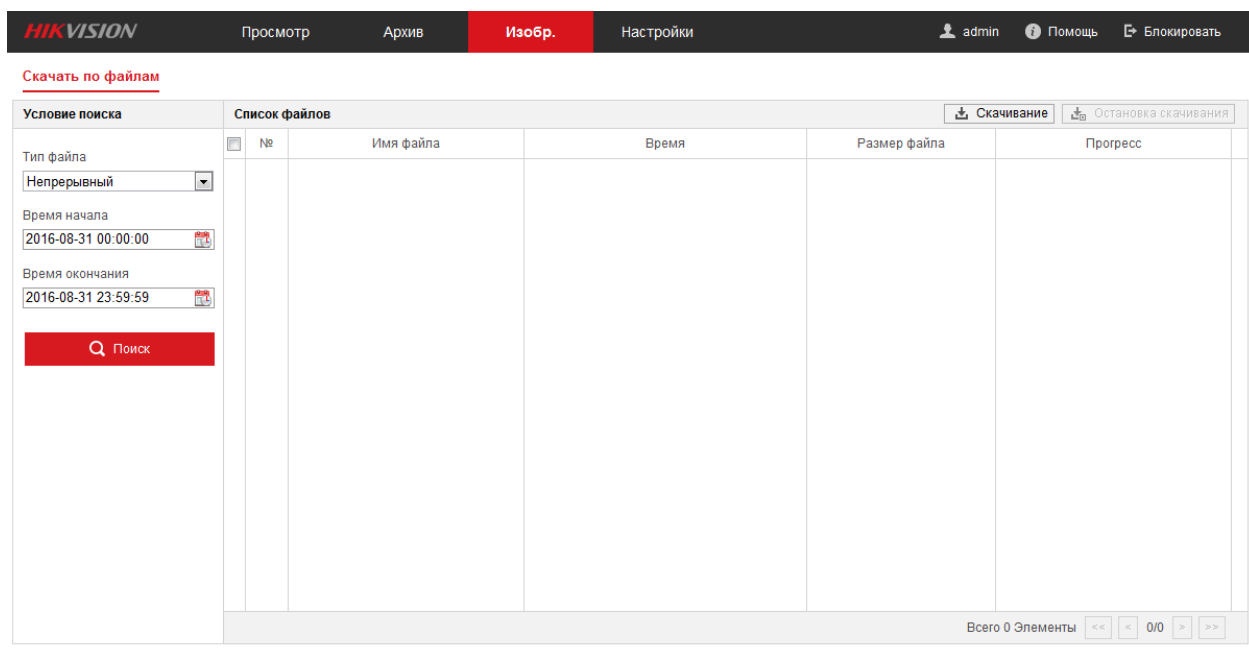 HIKVISION Просмотр Архив Изобр. Настройки admin Помощь Блокировать
Скачать по файлам
Условие поиска
Список файлов Скачивание Остановка скачивания
№ Имя файла Время Размер файла Прогресс
Тип файла
Непрерывный
Время начала
2016-08-31 00:00:00
Время окончания
2016-08-31 23:59:59
Поиск
Всего 0 Элементы << < 0/0 > >>